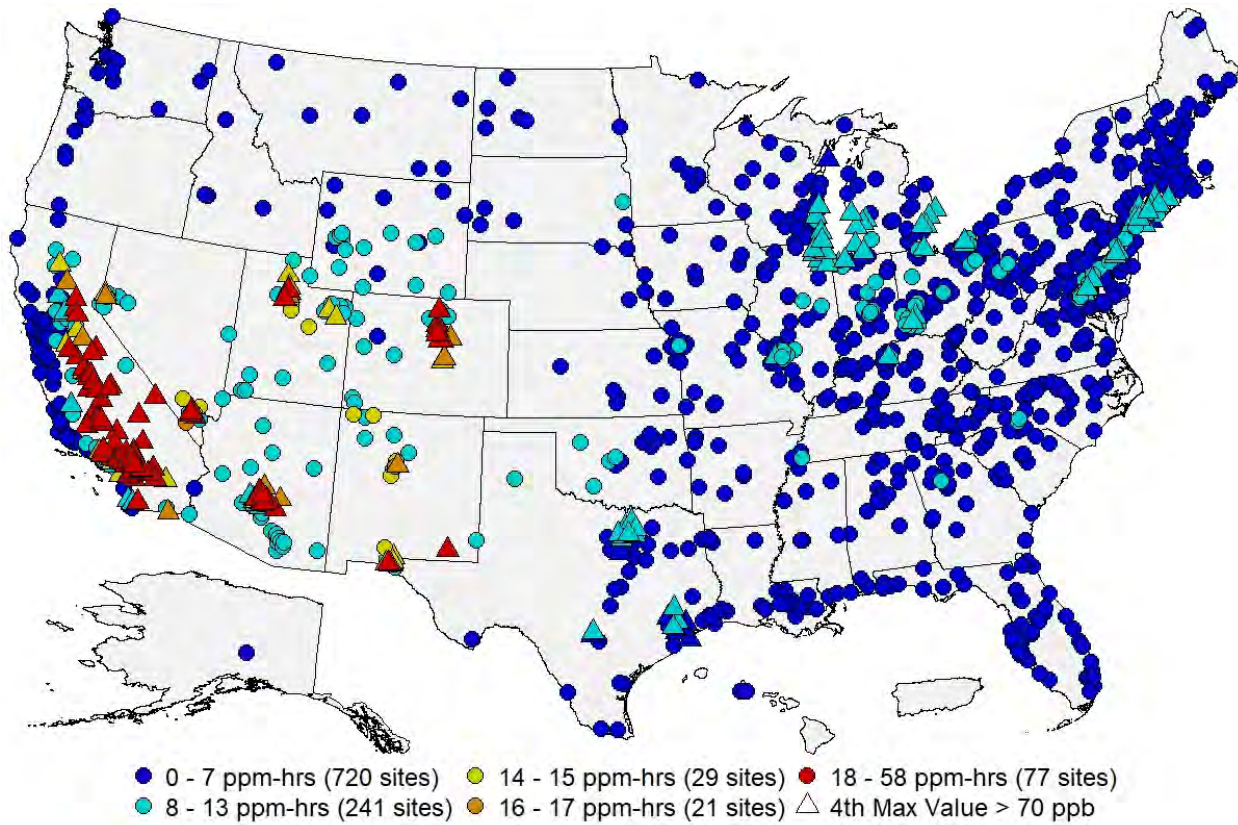 0 - 7 ppm-hrs (720 sites) 14 - 15 ppm-hrs (29 sites) 18 - 58 ppm-hrs (77 sites)
8 - 13 ppm-hrs (241 sites) 16 - 17 ppm-hrs (21 sites) 4th Max Value > 70 ppb